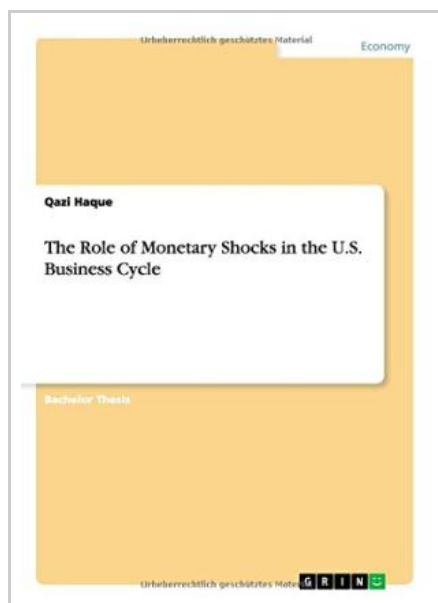 Urheberrechtlich geschütztes Material
Economy
Qazi Haque
The Role of Monetary Shocks in the U.S.
Business Cycle
Bachelor Thesis
Urheberrechtlich geschütztes Mater
GRIN